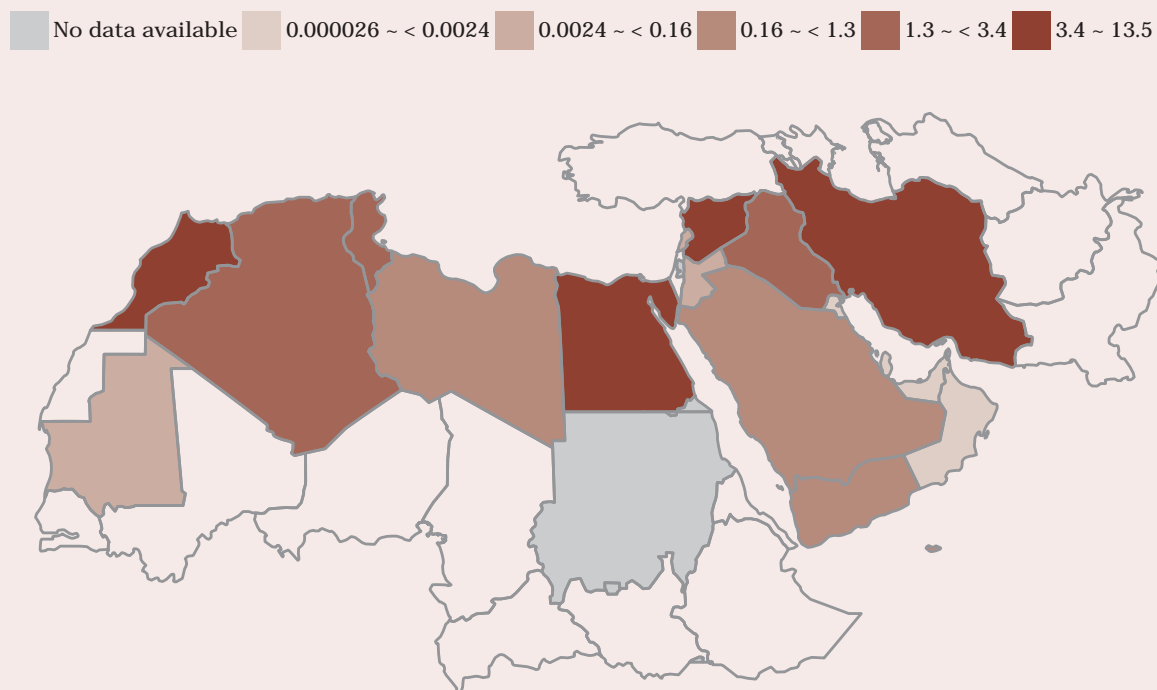 No data available 0.000026 ~ < 0.0024 0.0024 ~ < 0.16 0.16 ~ < 1.3 1.3 ~ < 3.4 3.4 ~ 13.5